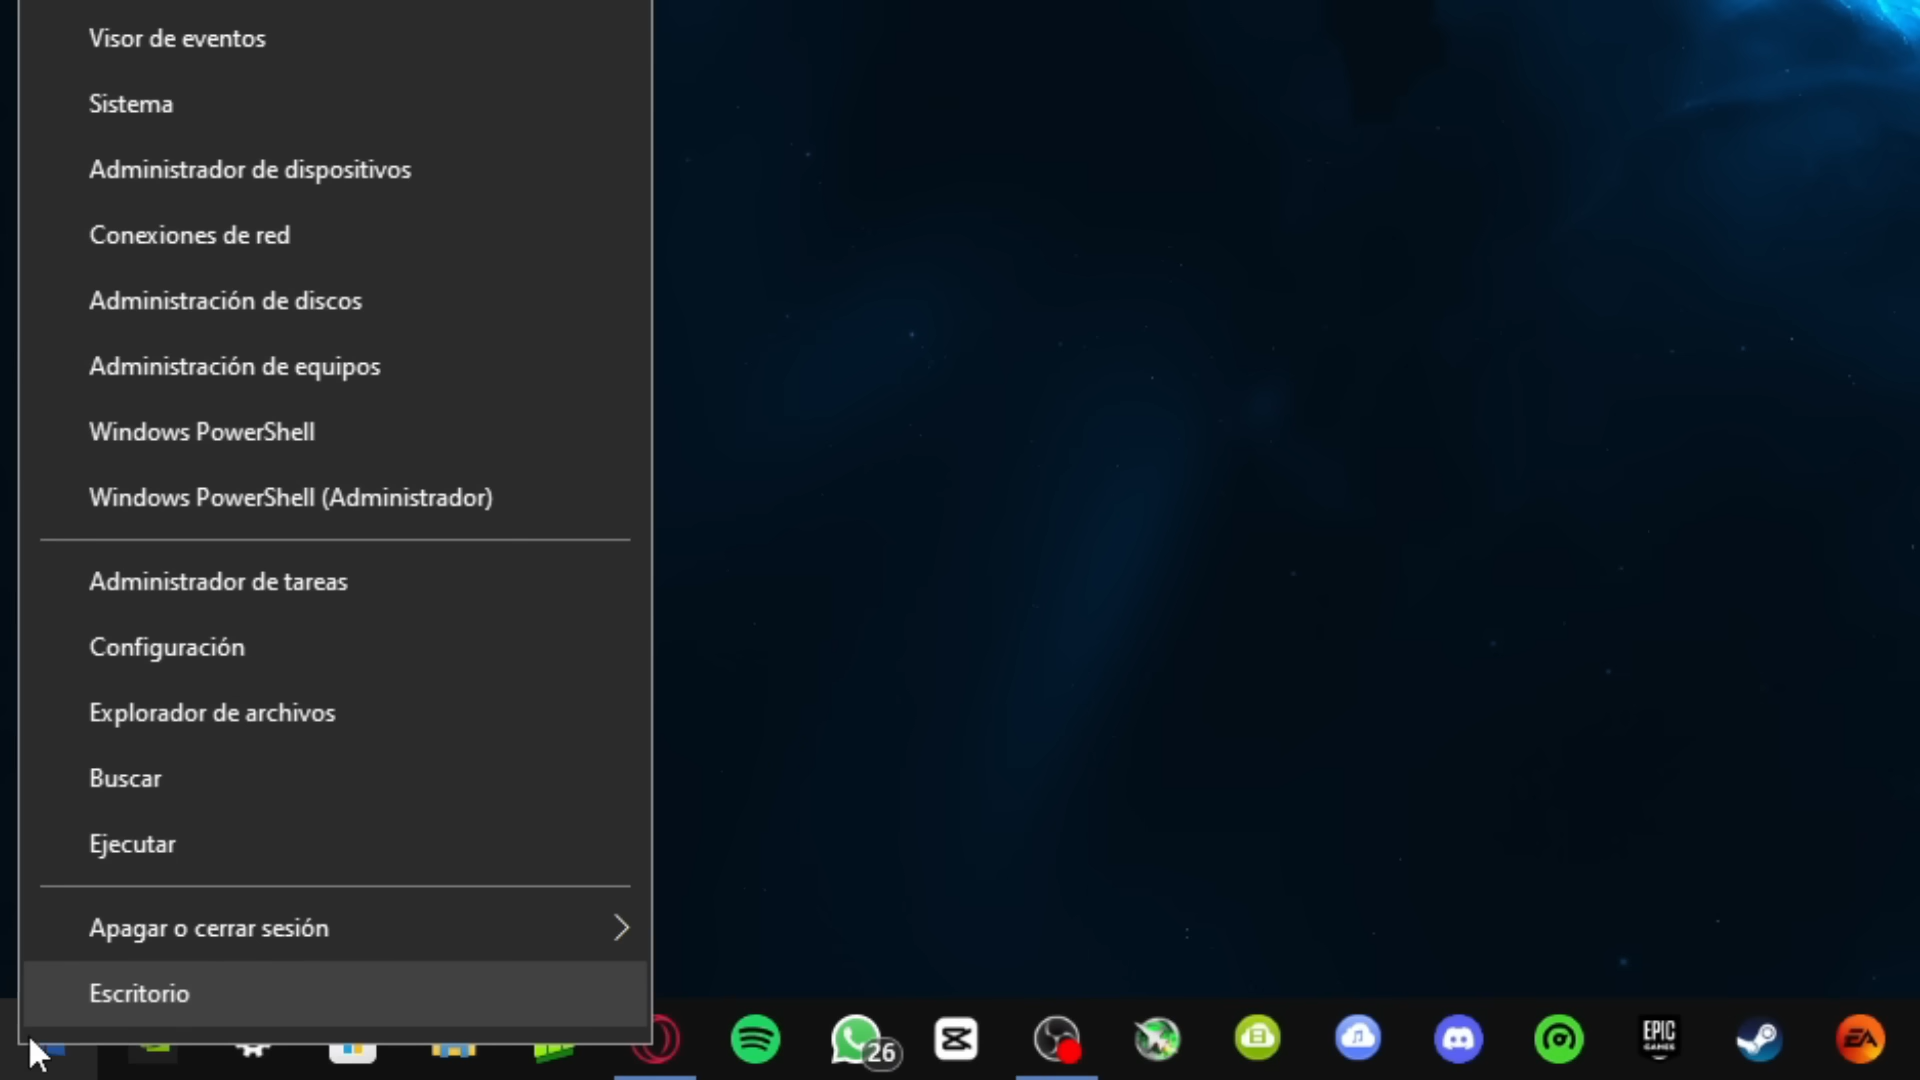 Visor de eventos
Sistema
Administrador de dispositivos
Conexiones de red
Administración de discos
Administración de equipos
Windows PowerShell
Windows PowerShell (Administrador)
Administrador de tareas
Configuración
Explorador de archivos
Buscar
Ejecutar
Apagar o cerrar sesión
Escritorio
26
EPIC
GAMES
EA